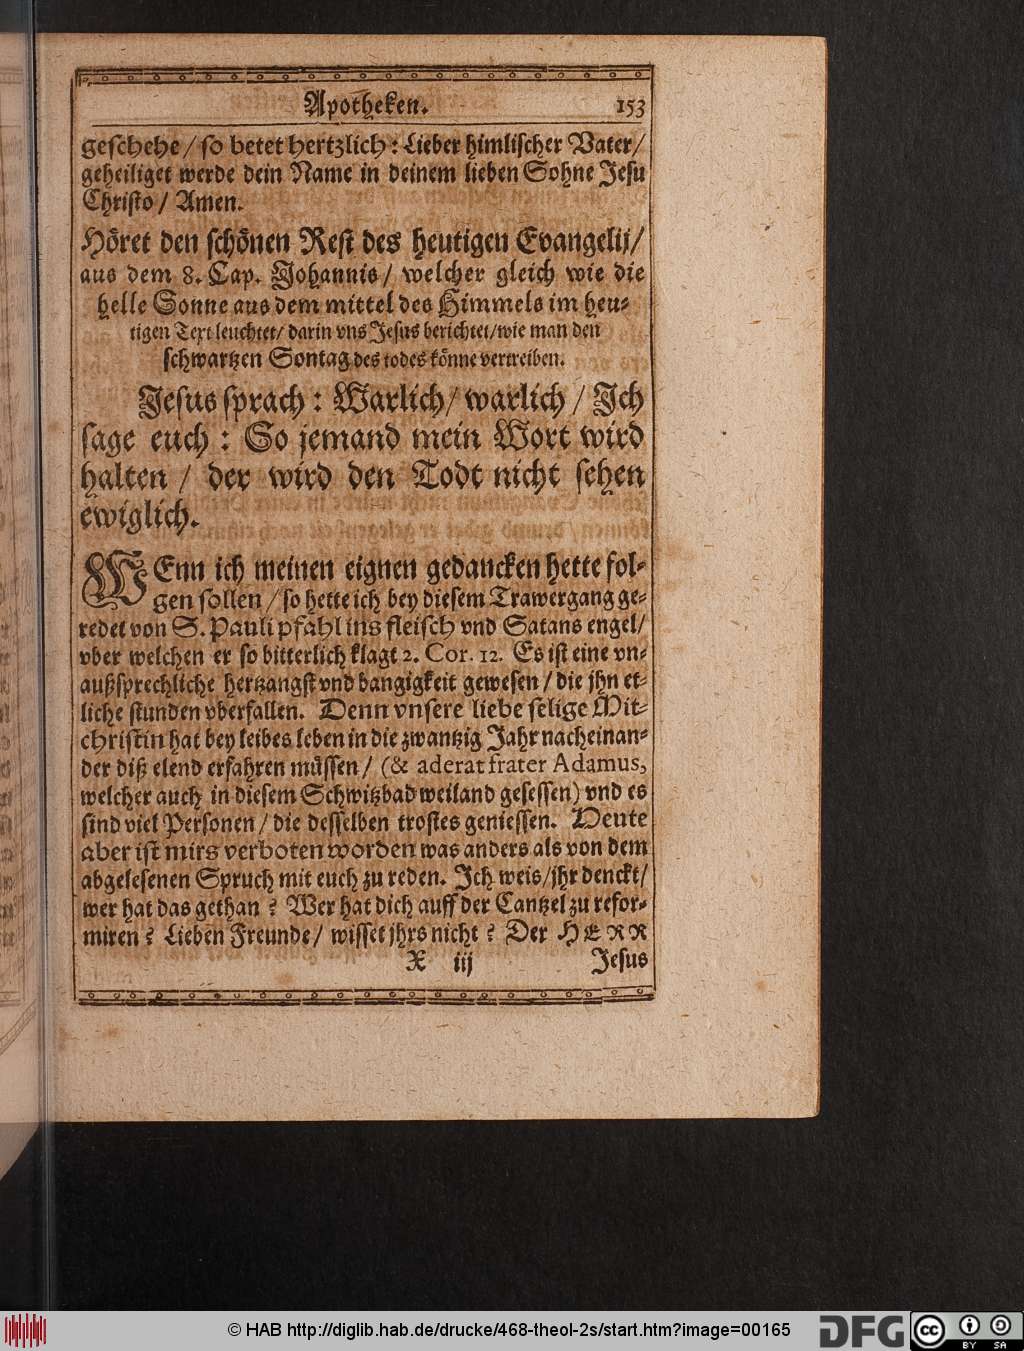 Apotheken. 153
geschehe / so betet hertzlich : Lieber himlischer Vater /
geheiliget werde dein Name in deinem lieben Sohne Jesu
Christo / Amen.
Höret den schönen Rest des heutigen Evangelij /
aus dem 8. Cap. Johannis / welcher gleich wie die
helle Sonne aus dem mittel des Himmels im heu-
tigen Text leuchtet / darin vns Jesus berichtet / wie man den
schwartzen Sontag des todes könne vertreiben.
Jesus sprach : Warlich / warlich / Ich
sage euch : So jemand mein Wort wird
halten / der wird den Todt nicht sehen
ewiglich.
WEnn ich meinen eignen gedancken hette fol-
gen sollen / so hette ich bey diesem Trawergang ge-
redet von S. Pauli pfahl ins fleisch vnd Satans engel /
vber welchen er so bitterlich klagt 2. Cor. 12. Es ist eine vn-
außsprechliche hertzangst vnd bangigkeit gewesen / die jhn et-
liche stunden vberfallen. Denn vnsere liebe selige Mit-
christin hat bey leibes leben in die zwantzig Jahr nacheinan-
der diß elend erfahren müssen / (& aderat frater Adamus,
welcher auch in diesem Schwitzbad weiland gesessen) vnd es
sind viel Personen / die desselben trostes geniessen. Heute
aber ist mirs verboten worden was anders als von dem
abgelesenen Spruch mit euch zu reden. Ich weis / jhr denckt /
wer hat das gethan ? Wer hat dich auff der Cantzel zu refor-
miren ? Lieben Freunde / wisset jhrs nicht ? Der HERR
X iij Jesus
© HAB http://diglib.hab.de/drucke/468-theol-2s/start.htm?image=00165
DFG
cc
BY SA